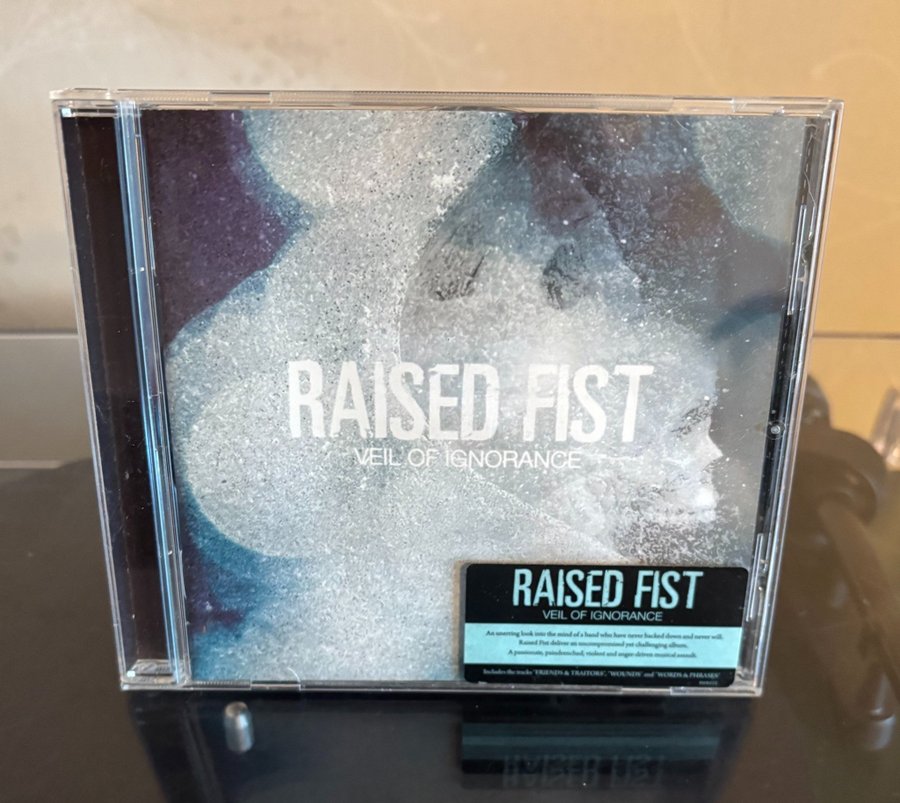 RAISED FIST
VEIL OF IGNORANCE
RAISED FIST
VEIL OF IGNORANCE
An unerring look into the mind of a band who have never backed down and never will.
Raised Fist deliver an uncompromised yet challenging album,
A passionate, paindrenched, violent and anger-driven musical assault.
Includes the tracks "FRIENDS & TRAITORS", "WOUNDS" and "WORDS & PHRASES"